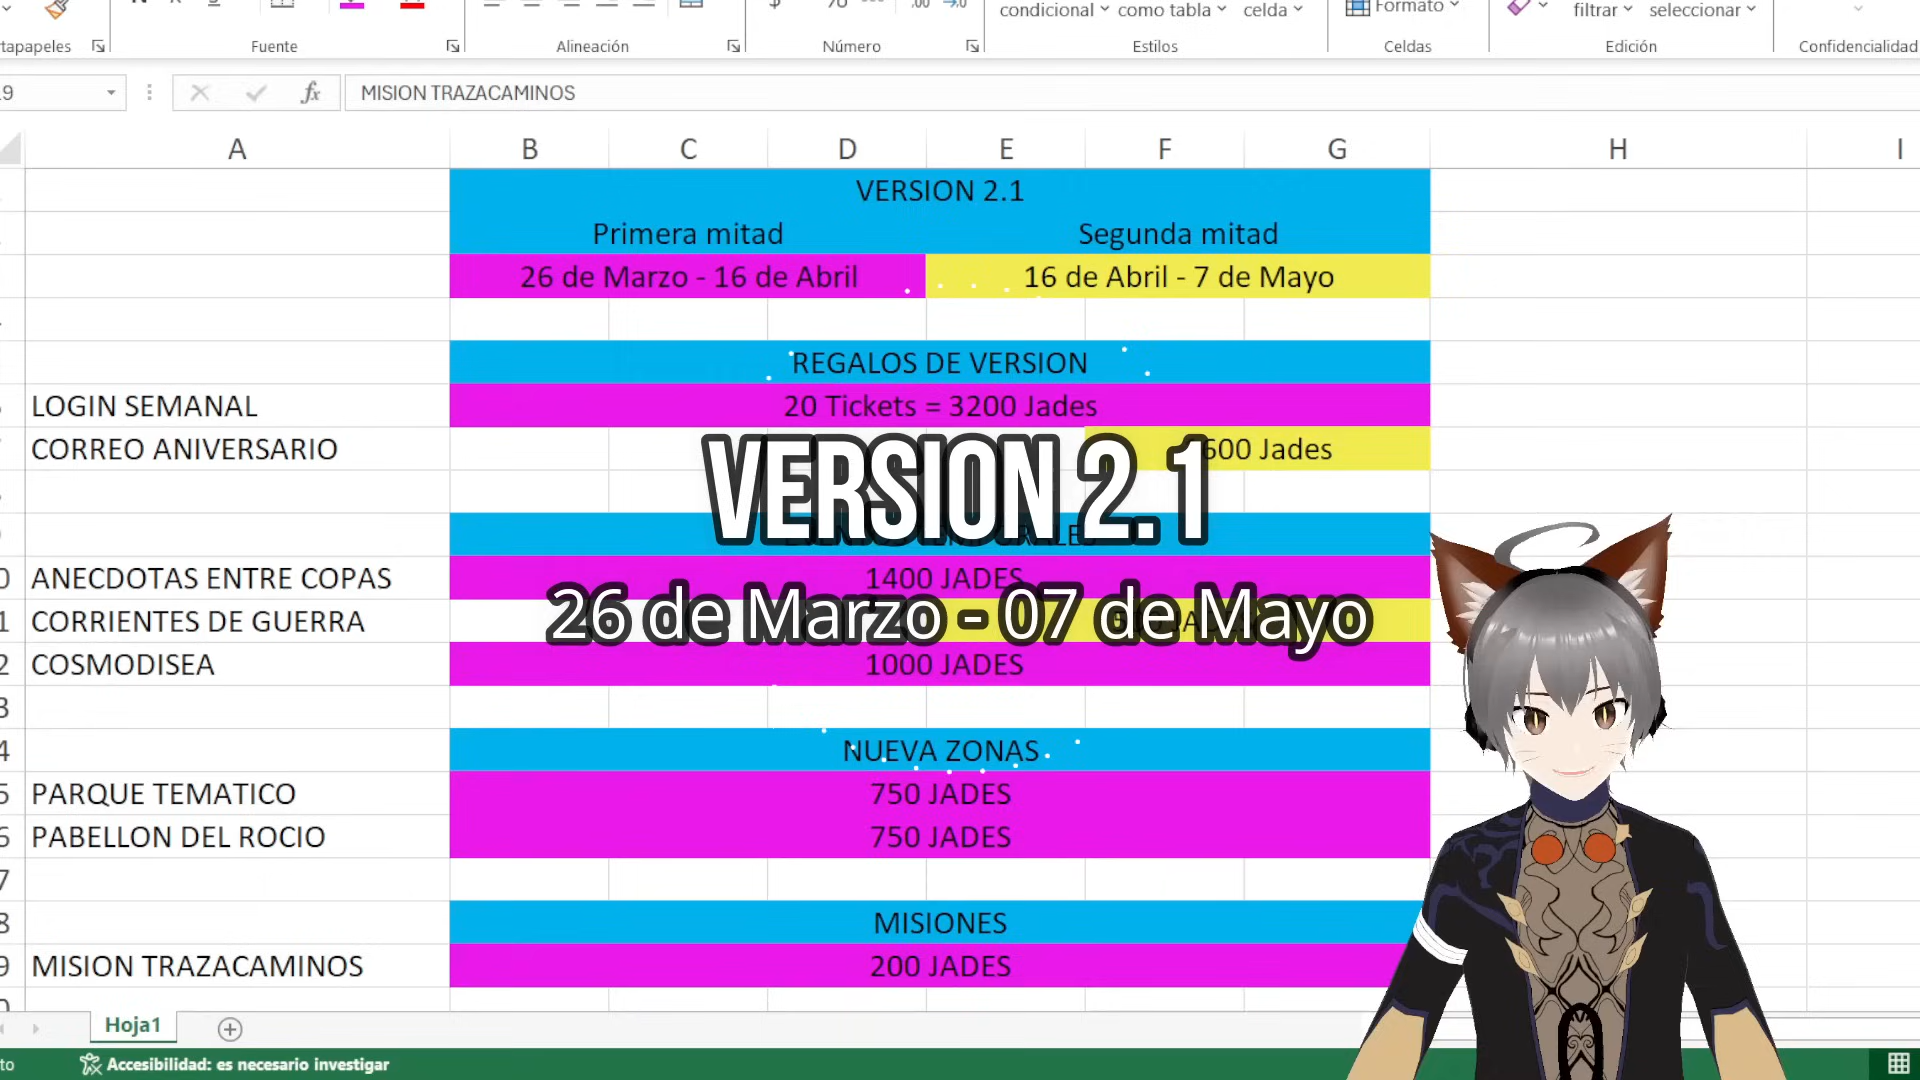 condicional como tabla celda Formato filtrar seleccionar
Fuente Alineación Número Estilos Celdas Edición Confidencialidad
MISION TRAZACAMINOS
A B C D E F G H I
VERSION 2.1
Primera mitad Segunda mitad
26 de Marzo - 16 de Abril 16 de Abril - 7 de Mayo
REGALOS DE VERSION
LOGIN SEMANAL 20 Tickets = 3200 Jades
CORREO ANIVERSARIO 600 Jades
VERSION 2.1
ANECDOTAS ENTRE COPAS 1400 JADES
26 de Marzo - 07 de Mayo
CORRIENTES DE GUERRA
COSMODISEA 1000 JADES
NUEVA ZONAS
PARQUE TEMATICO 750 JADES
PABELLON DEL ROCIO 750 JADES
MISIONES
MISION TRAZACAMINOS 200 JADES
Hoja1
Accesibilidad: es necesario investigar